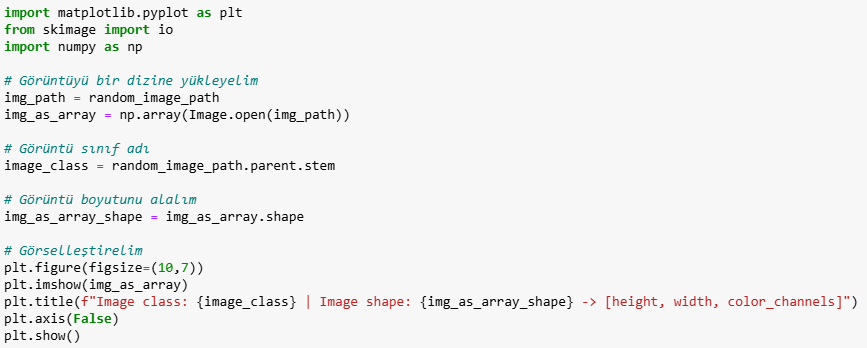 import matplotlib.pyplot as plt
from skimage import io
import numpy as np

# Görüntüyü bir dizine yükleyelim
img_path = random_image_path
img_as_array = np.array(Image.open(img_path))

# Görüntü sınıf adı
image_class = random_image_path.parent.stem

# Görüntü boyutunu alalım
img_as_array_shape = img_as_array.shape

# Görselleştirelim
plt.figure(figsize=(10,7))
plt.imshow(img_as_array)
plt.title(f"Image class: {image_class} | Image shape: {img_as_array_shape} -> [height, width, color_channels]")
plt.axis(False)
plt.show()